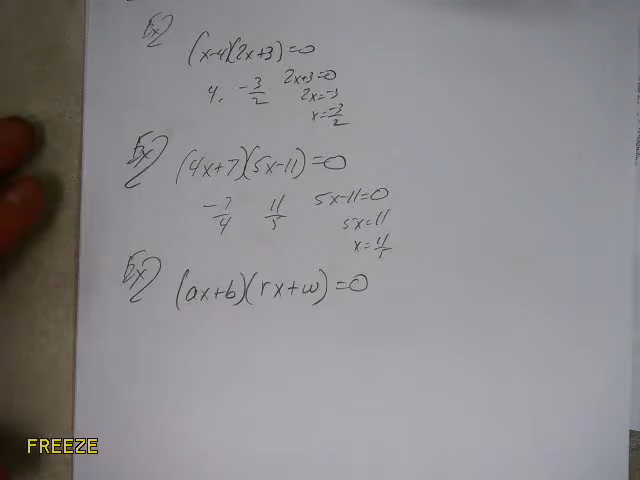 Ex)
(x-4)(2x+3)=0
4, -3/2
2x+3=0
2x=-3
x=-3/2
Ex)
(4x+7)(5x-11)=0
-7/4 11/5
5x-11=0
5x=11
x=11/5
Ex)
(ax+b)(rx+w)=0
FREEZE